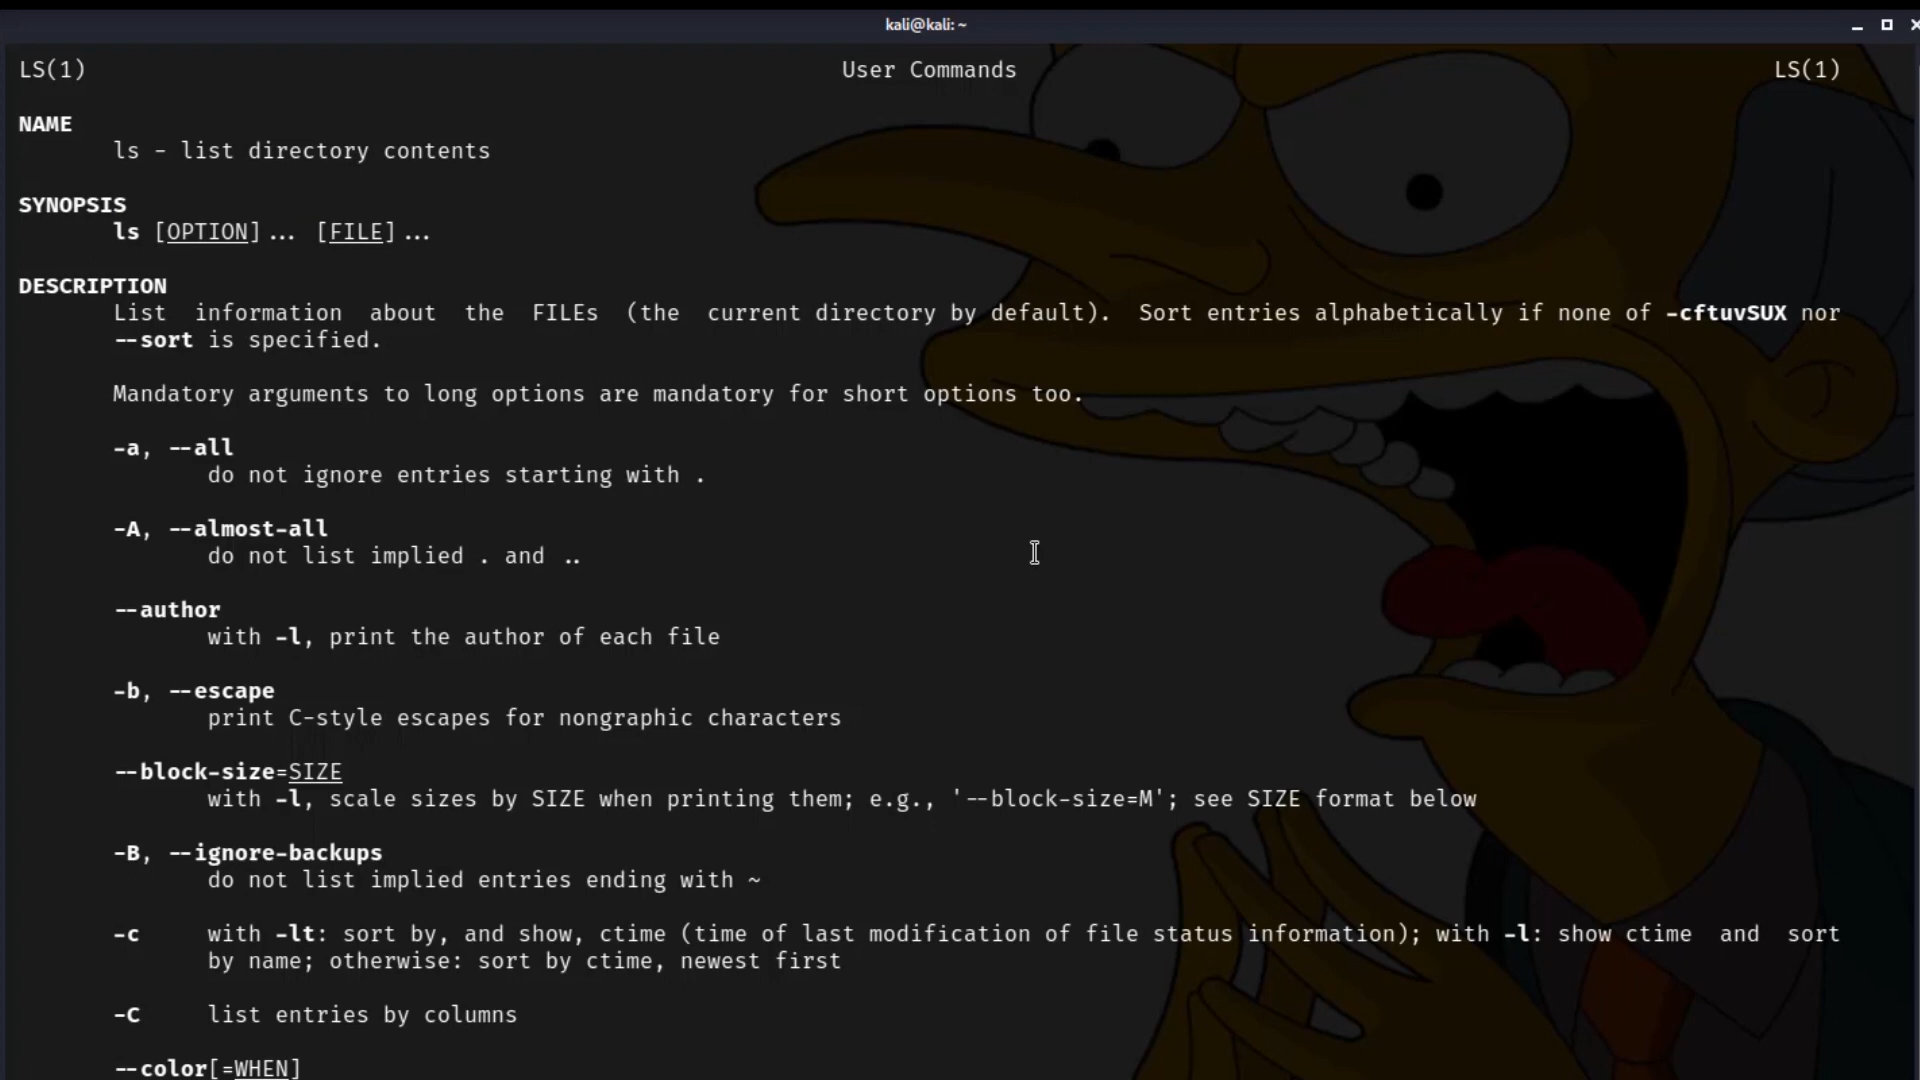 kali@kali: ~
LS(1) User Commands LS(1)
NAME
ls - list directory contents
SYNOPSIS
ls [OPTION]... [FILE]...
DESCRIPTION
List information about the FILEs (the current directory by default). Sort entries alphabetically if none of -cftuvSUX nor
--sort is specified.
Mandatory arguments to long options are mandatory for short options too.
-a, --all
do not ignore entries starting with .
-A, --almost-all
do not list implied . and ..
--author
with -l, print the author of each file
-b, --escape
print C-style escapes for nongraphic characters
--block-size=SIZE
with -l, scale sizes by SIZE when printing them; e.g., '--block-size=M'; see SIZE format below
-B, --ignore-backups
do not list implied entries ending with ~
-c with -lt: sort by, and show, ctime (time of last modification of file status information); with -l: show ctime and sort
by name; otherwise: sort by ctime, newest first
-C list entries by columns
--color[=WHEN]